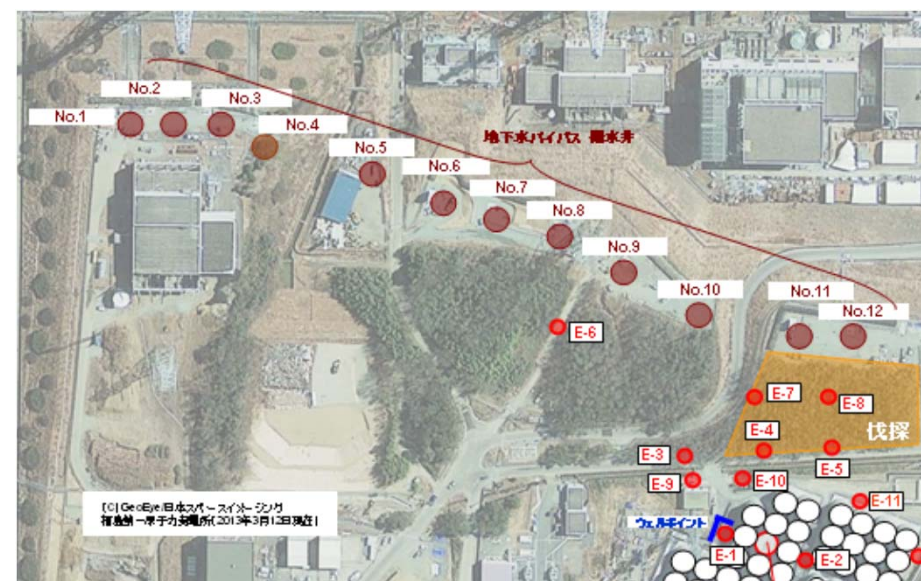 No.1
No.2
No.3
No.4
No.5
No.6
No.7
No.8
No.9
No.10
No.11
No.12
地下水バイパス 揚水井
E-6
E-7
E-8
E-4
伐採
E-3
E-5
E-9
E-10
E-11
ウェルポイント
E-1
E-2
(C)GeoEye/日本スペースイメージング
福島第一原子力発電所(2013年3月12日現在)